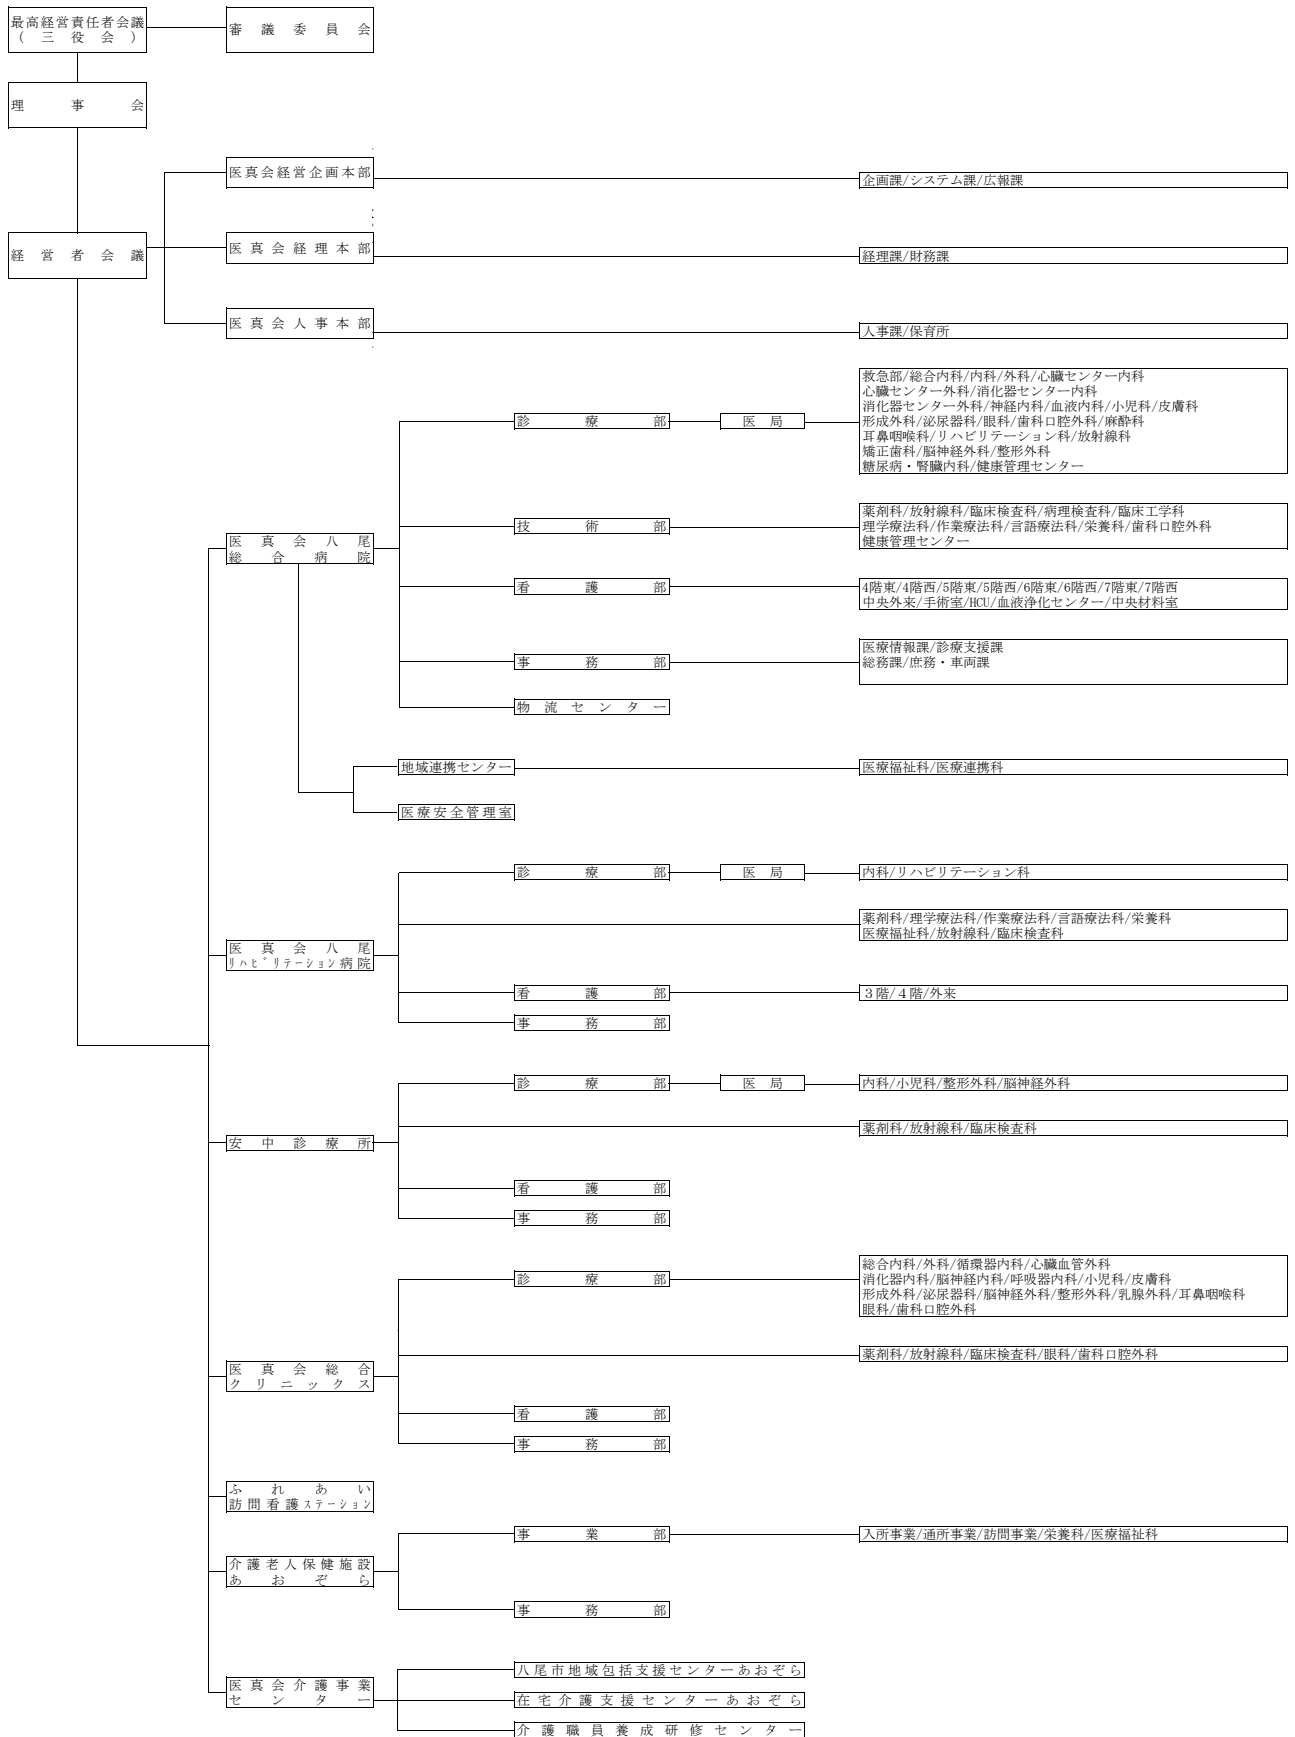 最高経営責任者会議
(三役会)
審議委員会
理事会
医真会経営企画本部
企画課/システム課/広報課
経営者会議
医真会経理本部
経理課/財務課
医真会人事本部
人事課/保育所
診療部
医局
救急部/総合内科/内科/外科/心臓センター内科
心臓センター外科/消化器センター内科
消化器センター外科/神経内科/血液内科/小児科/皮膚科
形成外科/泌尿器科/眼科/歯科口腔外科/麻酔科
耳鼻咽喉科/リハビリテーション科/放射線科
矯正歯科/脳神経外科/整形外科
糖尿病・腎臓内科/健康管理センター
医真会八尾
総合病院
技術部
薬剤科/放射線科/臨床検査科/病理検査科/臨床工学科
理学療法科/作業療法科/言語療法科/栄養科/歯科口腔外科
健康管理センター
看護部
4階東/4階西/5階東/5階西/6階東/6階西/7階東/7階西
中央外来/手術室/HCU/血液浄化センター/中央材料室
事務部
医療情報課/診療支援課
総務課/庶務・車両課
物流センター
地域連携センター
医療福祉科/医療連携科
医療安全管理室
診療部
医局
内科/リハビリテーション科
薬剤科/理学療法科/作業療法科/言語療法科/栄養科
医療福祉科/放射線科/臨床検査科
医真会八尾
ﾘﾊﾋﾞﾘﾃｰｼｮﾝ病院
看護部
３階/４階/外来
事務部
診療部
医局
内科/小児科/整形外科/脳神経外科
薬剤科/放射線科/臨床検査科
安中診療所
看護部
事務部
診療部
総合内科/外科/循環器内科/心臓血管外科
消化器内科/脳神経内科/呼吸器内科/小児科/皮膚科
形成外科/泌尿器科/脳神経外科/整形外科/乳腺外科/耳鼻咽喉科
眼科/歯科口腔外科
薬剤科/放射線科/臨床検査科/眼科/歯科口腔外科
医真会総合
クリニックス
看護部
事務部
ふれあい
訪問看護ｽﾃｰｼｮﾝ
事業部
入所事業/通所事業/訪問事業/栄養科/医療福祉科
介護老人保健施設
あおぞら
事務部
八尾市地域包括支援センターあおぞら
医真会介護事業
センター
在宅介護支援センターあおぞら
介護職員養成研修センター